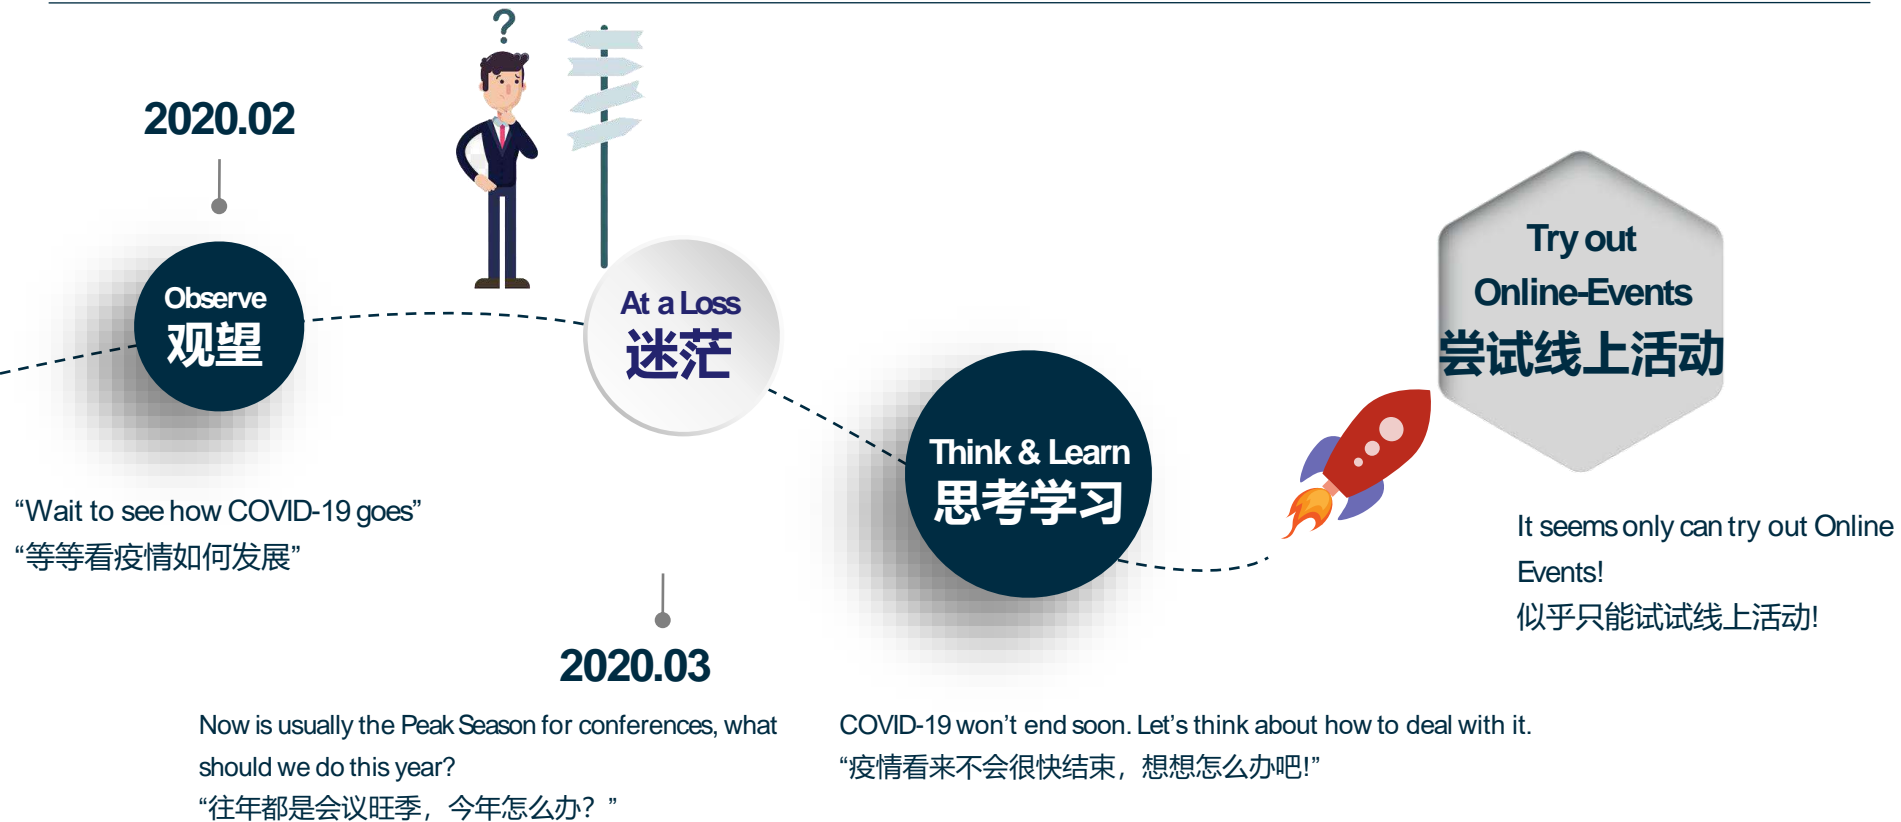 ?
2020.02
Observe
观望
“Wait to see how COVID-19 goes”
“等等看疫情如何发展”
At a Loss
迷茫
2020.03
Now is usually the Peak Season for conferences, what
should we do this year?
“往年都是会议旺季，今年怎么办？”
Think & Learn
思考学习
COVID-19 won’t end soon. Let’s think about how to deal with it.
“疫情看来不会很快结束，想想怎么办吧!”
Try out
Online-Events
尝试线上活动
It seems only can try out Online
Events!
似乎只能试试线上活动!